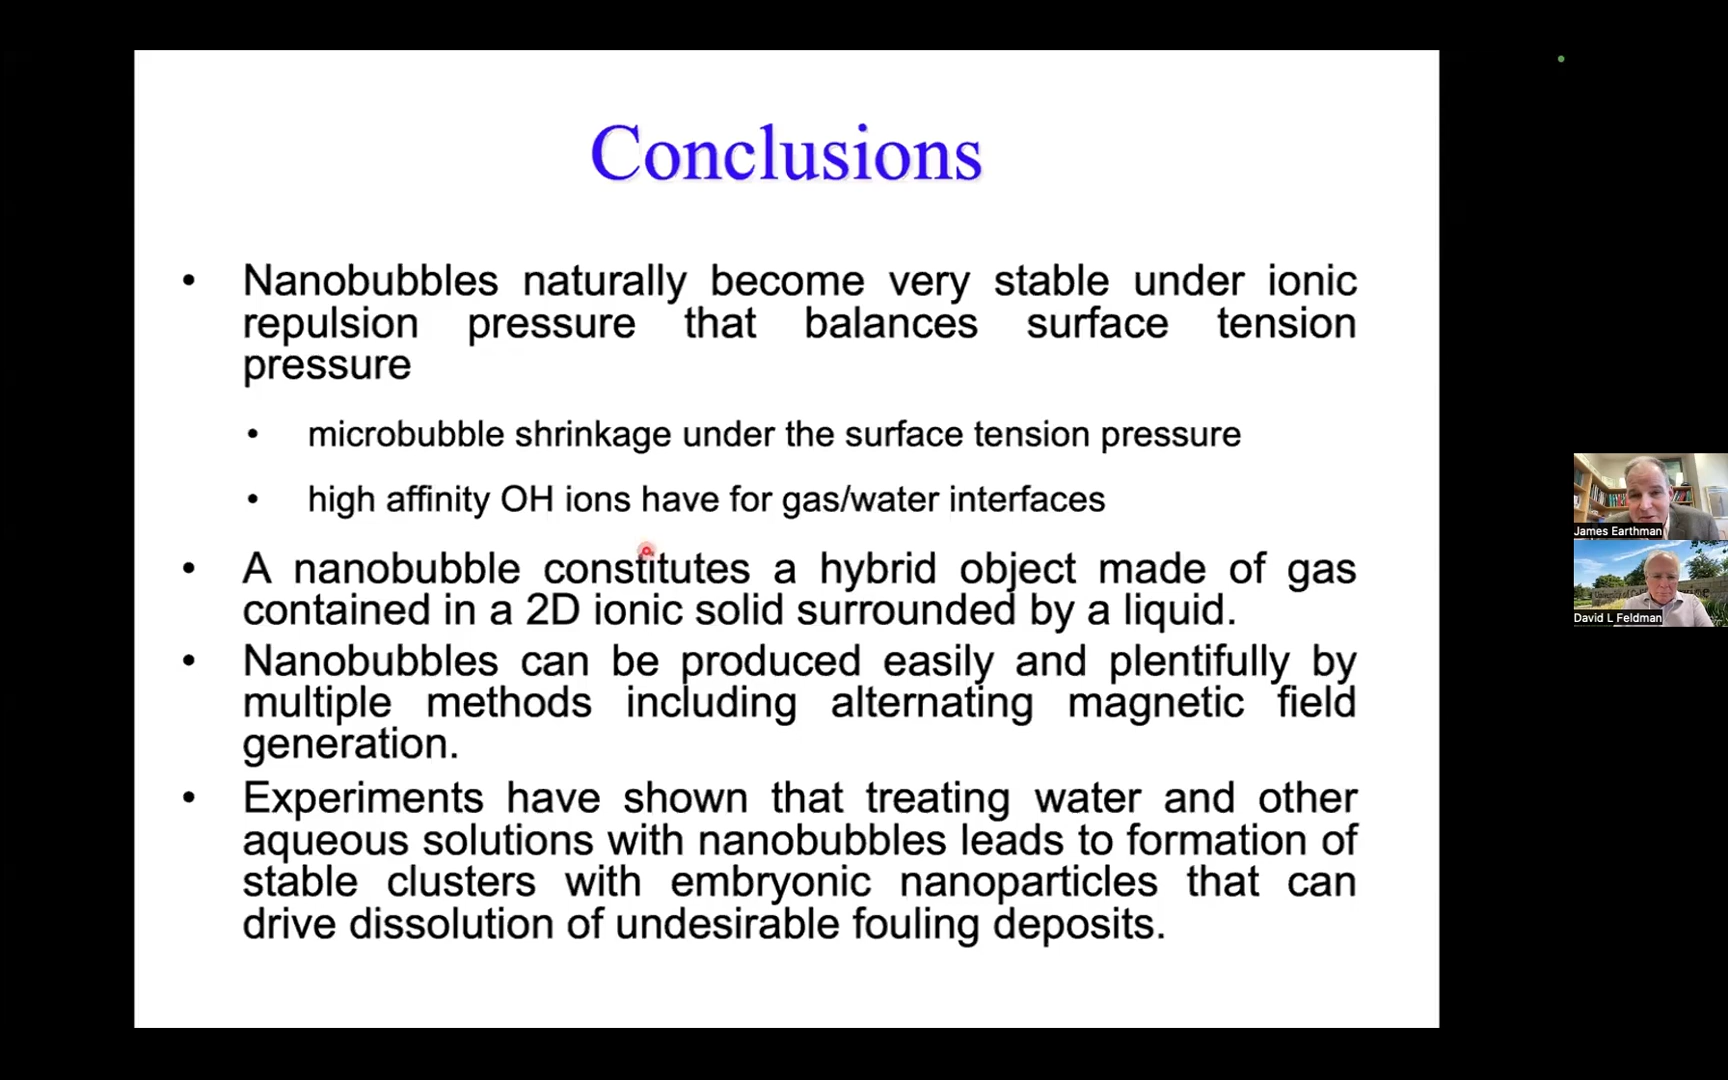 Conclusions
• Nanobubbles naturally become very stable under ionic
repulsion pressure that balances surface tension
pressure
• microbubble shrinkage under the surface tension pressure
• high affinity OH ions have for gas/water interfaces
• A nanobubble constitutes a hybrid object made of gas
contained in a 2D ionic solid surrounded by a liquid.
• Nanobubbles can be produced easily and plentifully by
multiple methods including alternating magnetic field
generation.
• Experiments have shown that treating water and other
aqueous solutions with nanobubbles leads to formation of
stable clusters with embryonic nanoparticles that can
drive dissolution of undesirable fouling deposits.
James Earthman
David L Feldman